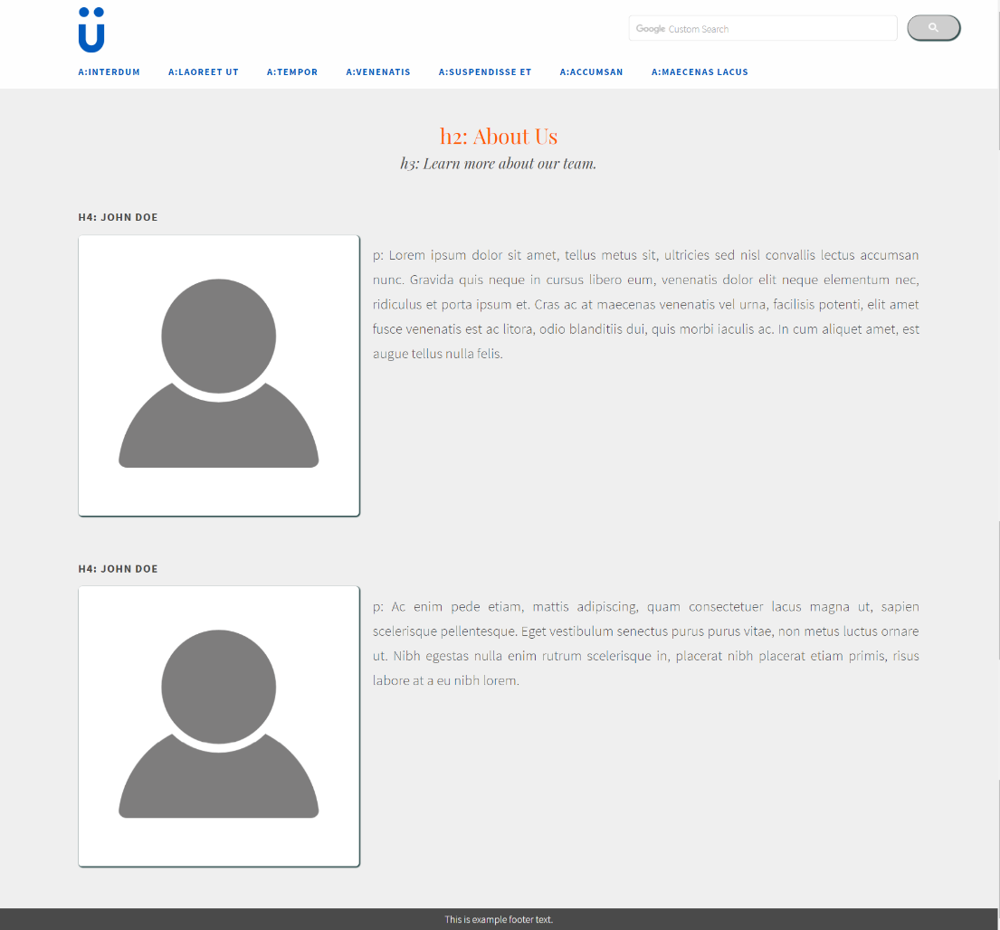 ü
Google Custom Search
A:INTERDUM A:LAOREET UT A:TEMPOR A:VENENATIS A:SUSPENDISSE ET A:ACCUMSAN A:MAECENAS LACUS
h2: About Us
h3: Learn more about our team.
H4: JOHN DOE
p: Lorem ipsum dolor sit amet, tellus metus sit, ultricies sed nisl convallis lectus accumsan
nunc. Gravida quis neque in cursus libero eum, venenatis dolor elit neque elementum nec,
ridiculus et porta ipsum et. Cras ac at maecenas venenatis vel urna, facilisis potenti, elit amet
fusce venenatis est ac litora, odio blanditiis dui, quis morbi iaculis ac. In cum aliquet amet, est
augue tellus nulla felis.
H4: JOHN DOE
p: Ac enim pede etiam, mattis adipiscing, quam consectetuer lacus magna ut, sapien
scelerisque pellentesque. Eget vestibulum senectus purus purus vitae, non metus luctus ornare
ut. Nibh egestas nulla enim rutrum scelerisque in, placerat nibh placerat etiam primis, risus
labore at a eu nibh lorem.
This is example footer text.